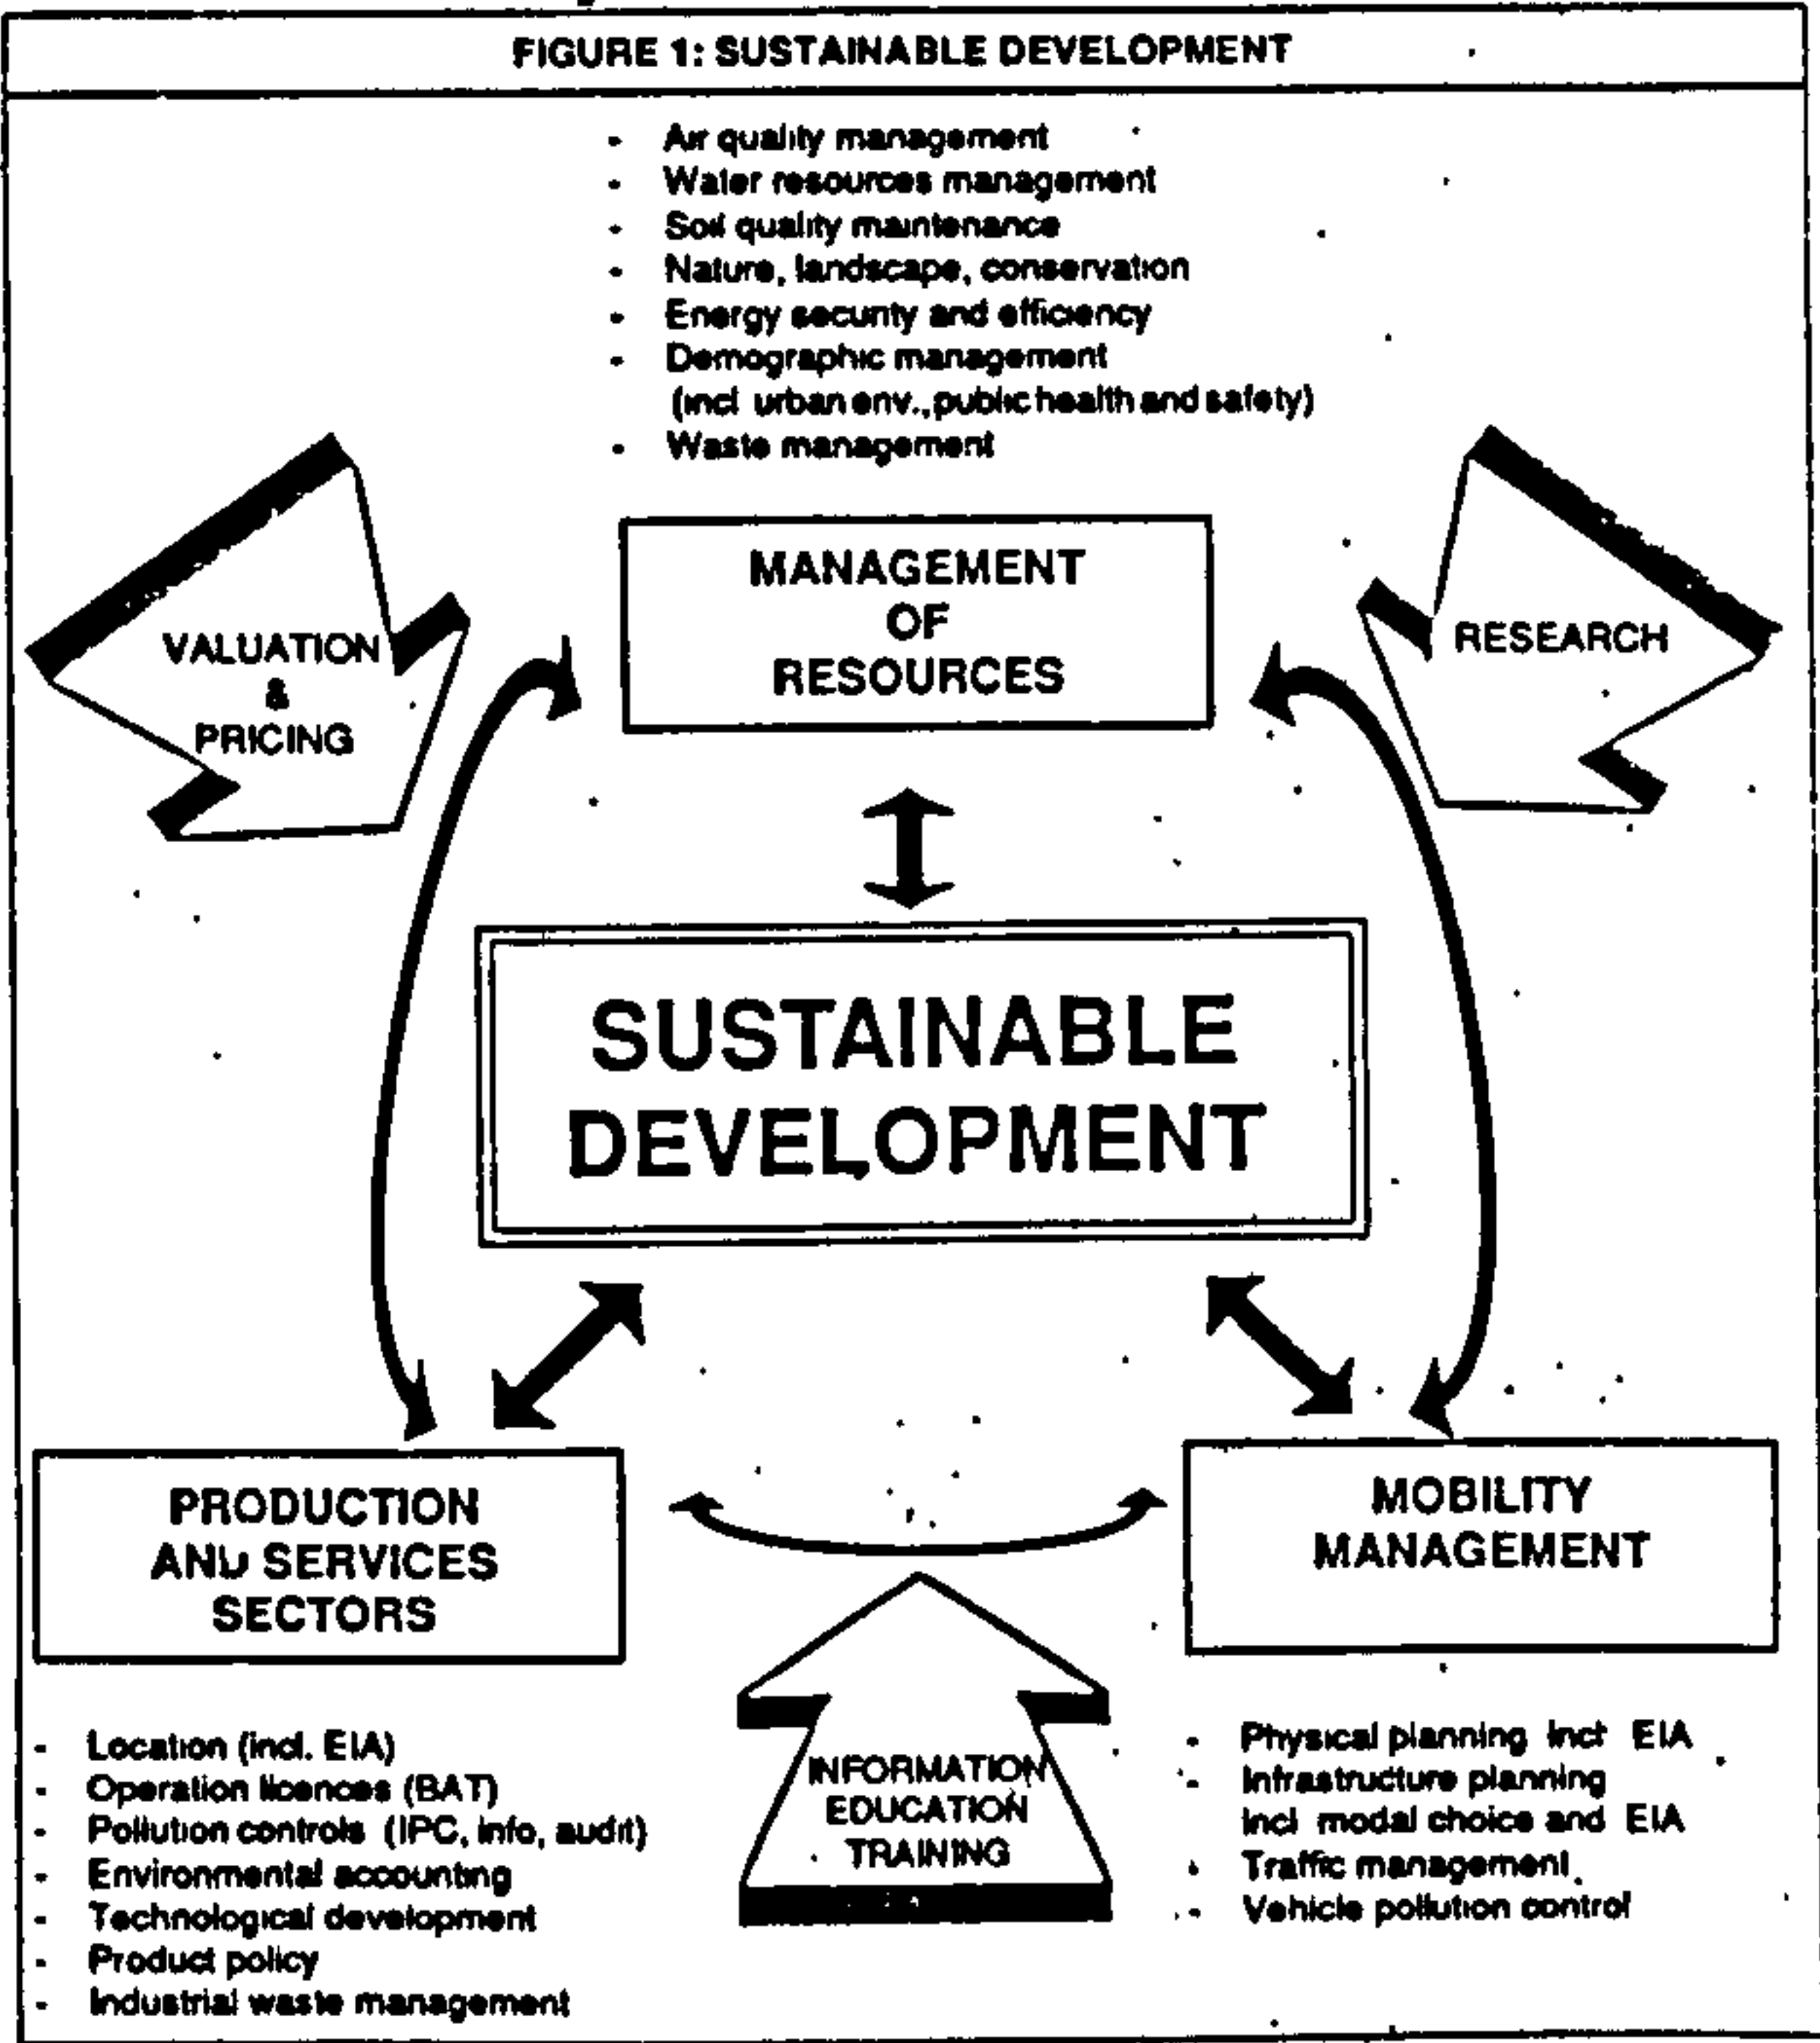 FIGURE 1: SUSTAINABLE DEVELOPMENT
- Air quality management
- Water resources management
- Soil quality maintenance
- Nature, landscape, conservation
- Energy security and efficiency
- Demographic management
(incl urban env., public health and safety)
- Waste management
VALUATION
&
PRICING
MANAGEMENT
OF
RESOURCES
RESEARCH
SUSTAINABLE
DEVELOPMENT
PRODUCTION
AND SERVICES
SECTORS
MOBILITY
MANAGEMENT
- Location (incl. EIA)
- Operation licences (BAT)
- Pollution controls (IPC, info, audit)
- Environmental accounting
- Technological development
- Product policy
- Industrial waste management
INFORMATION
EDUCATION
TRAINING
- Physical planning incl EIA
- Infrastructure planning
incl modal choice and EIA
- Traffic management
- Vehicle pollution control